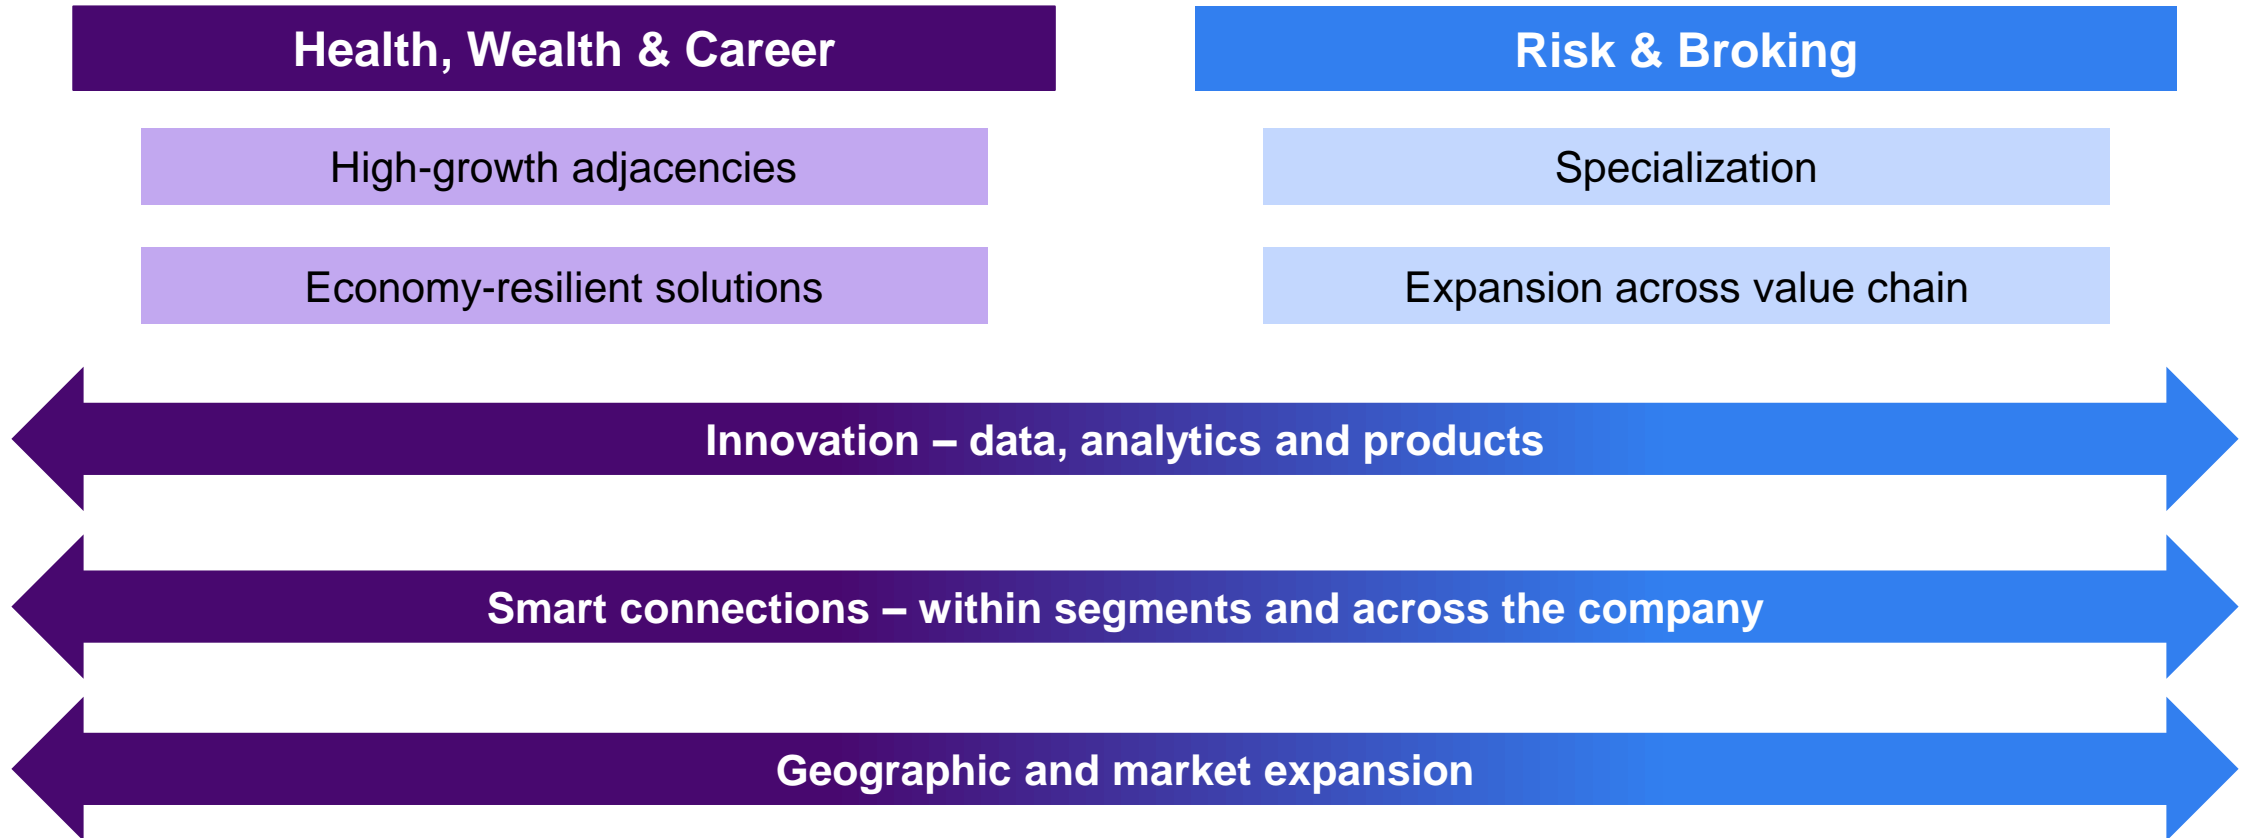 Health, Wealth & Career
Risk & Broking
High-growth adjacencies
Specialization
Economy-resilient solutions
Expansion across value chain
Innovation – data, analytics and products
Smart connections – within segments and across the company
Geographic and market expansion